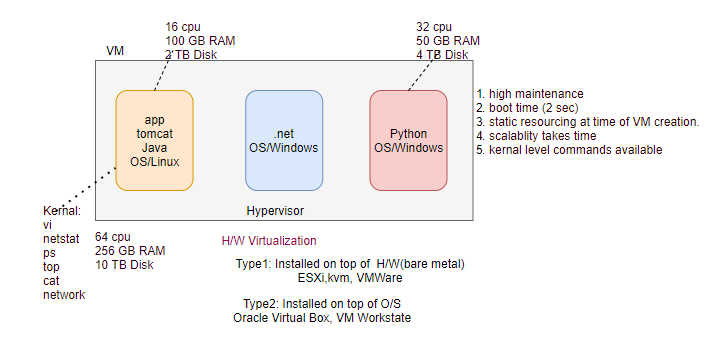 16 cpu
100 GB RAM
2 TB Disk
32 cpu
50 GB RAM
4 TB Disk
VM
app
tomcat
Java
OS/Linux
.net
OS/Windows
Python
OS/Windows
1. high maintenance
2. boot time (2 sec)
3. static resourcing at time of VM creation.
4. scalablity takes time
5. kernal level commands available
Hypervisor
Kernal:
vi
netstat
ps
top
cat
network
64 cpu
256 GB RAM
10 TB Disk
H/W Virtualization
Type1: Installed on top of H/W(bare metal)
ESXi,kvm, VMWare
Type2: Installed on top of O/S
Oracle Virtual Box, VM Workstate